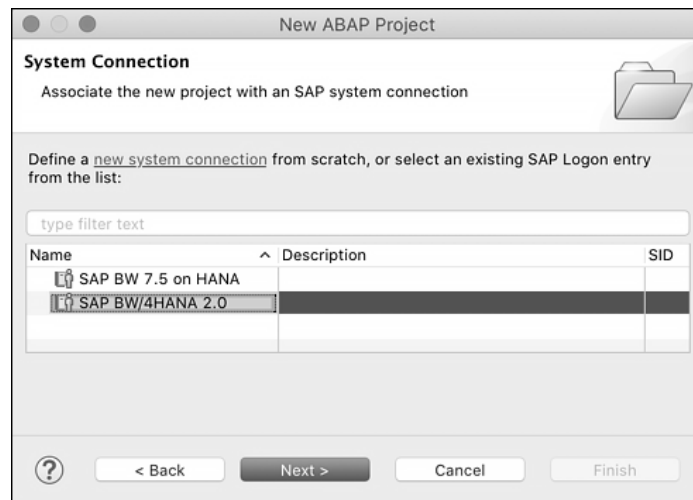 New ABAP Project
System Connection
Associate the new project with an SAP system connection
Define a new system connection from scratch, or select an existing SAP Logon entry
from the list:
type filter text
Name Description SID
SAP BW 7.5 on HANA
SAP BW/4HANA 2.0
? < Back Next > Cancel Finish